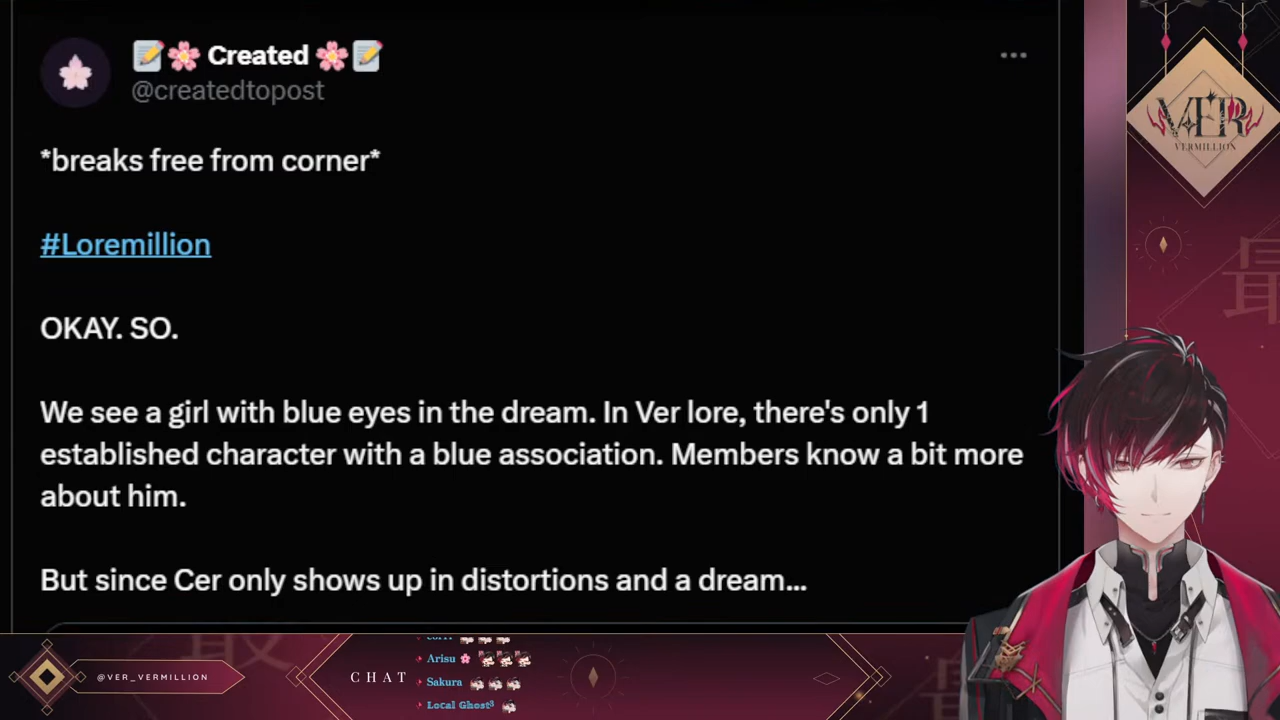 📝🌸 Created 🌸📝
@createdtopost
*breaks free from corner*
#Loremillion
OKAY. SO.
We see a girl with blue eyes in the dream. In Ver lore, there's only 1
established character with a blue association. Members know a bit more
about him.
But since Cer only shows up in distortions and a dream...
VER
VERMILLION
最
@VER_VERMILLION
CHAT
Arisu 🌸
Sakura
Local Ghost³